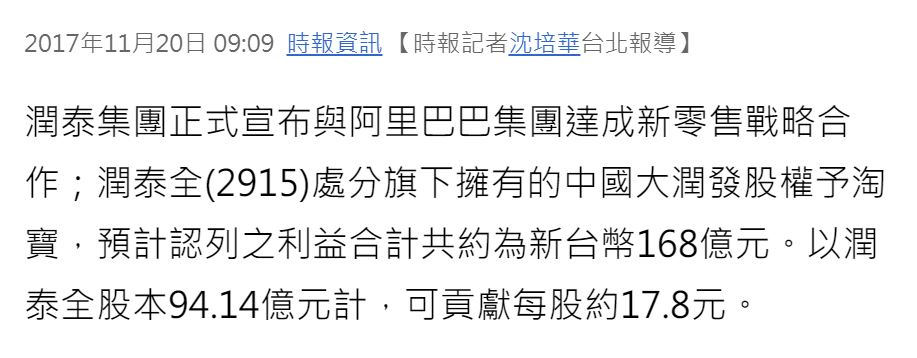 2017年11月20日 09:09 時報資訊 【時報記者沈培華台北報導】
潤泰集團正式宣布與阿里巴巴集團達成新零售戰略合
作；潤泰全(2915)處分旗下擁有的中國大潤發股權予淘
寶，預計認列之利益合計共約為新台幣168億元。以潤
泰全股本94.14億元計，可貢獻每股約17.8元。